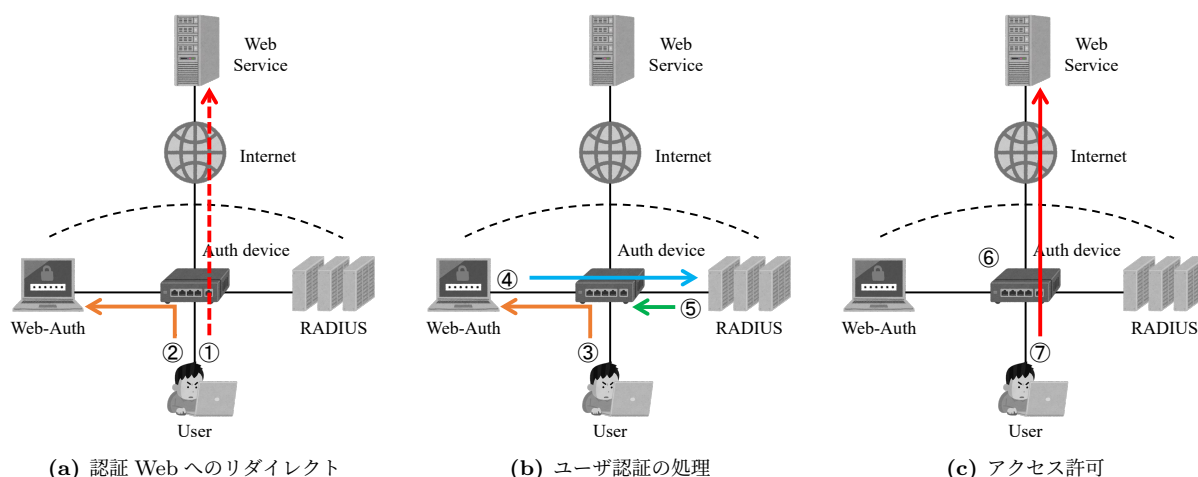 Web
Service
Internet
Auth device
Web-Auth
RADIUS
②
①
User
(a) 認証 Web へのリダイレクト
Web
Service
Internet
Auth device
④
⑤
Web-Auth
RADIUS
③
User
(b) ユーザ認証の処理
Web
Service
Internet
Auth device
⑥
Web-Auth
RADIUS
⑦
User
(c) アクセス許可